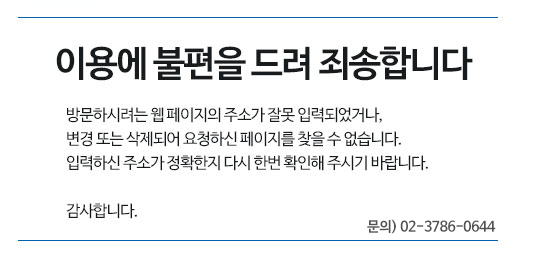 이용에 불편을 드려 죄송합니다
방문하시려는 웹 페이지의 주소가 잘못 입력되었거나,
변경 또는 삭제되어 요청하신 페이지를 찾을 수 없습니다.
입력하신 주소가 정확한지 다시 한번 확인해 주시기 바랍니다.
감사합니다.
문의) 02-3786-0644